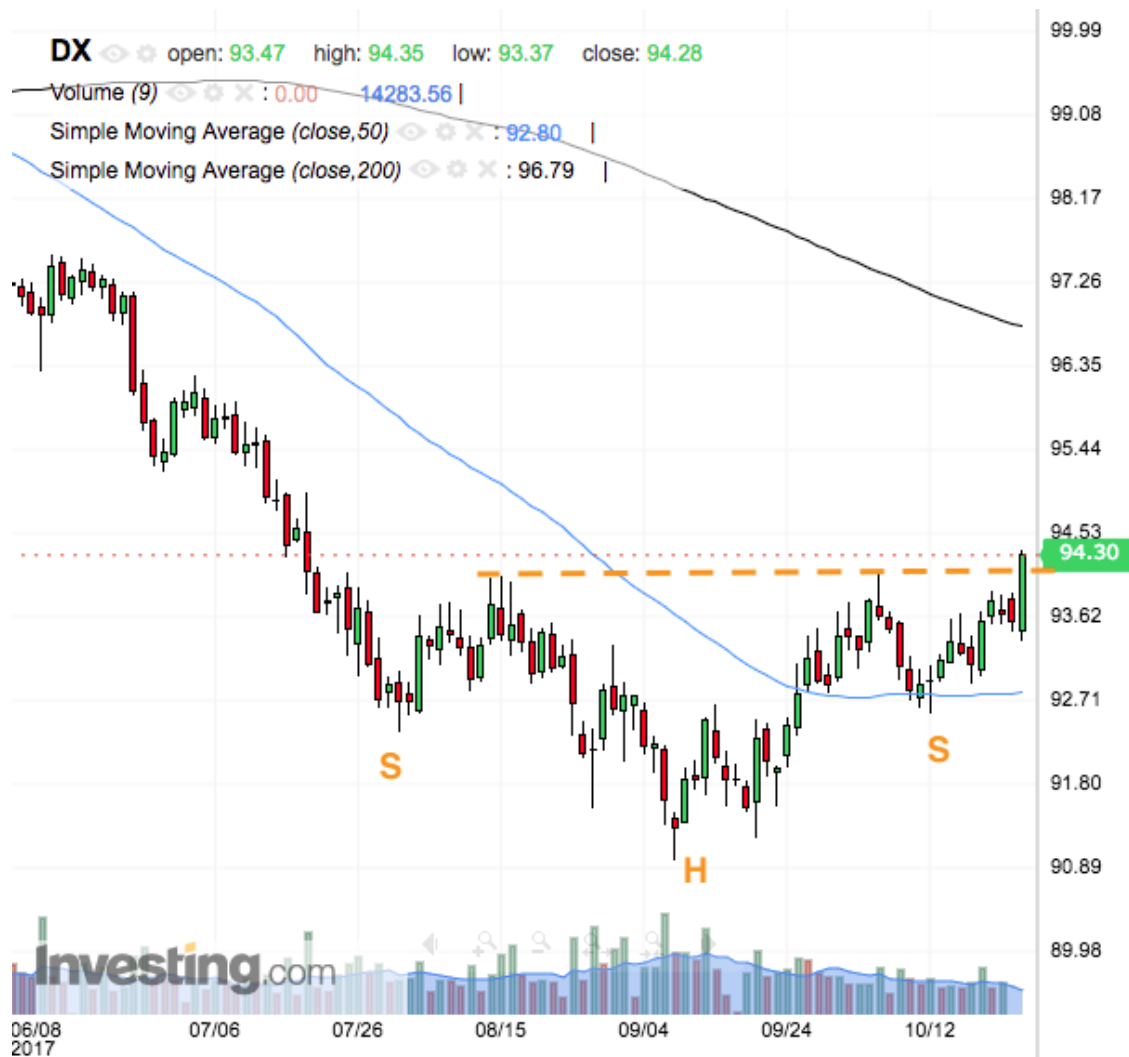 DX open: 93.47 high: 94.35 low: 93.37 close: 94.28
Volume (9) : 0.00 14283.56
Simple Moving Average (close,50) : 92.80
Simple Moving Average (close,200) : 96.79
99.99
99.08
98.17
97.26
96.35
95.44
94.53
94.30
93.62
92.71
91.80
90.89
89.98
S
S
H
Investing.com
06/08 07/06 07/26 08/15 09/04 09/24 10/12
2017